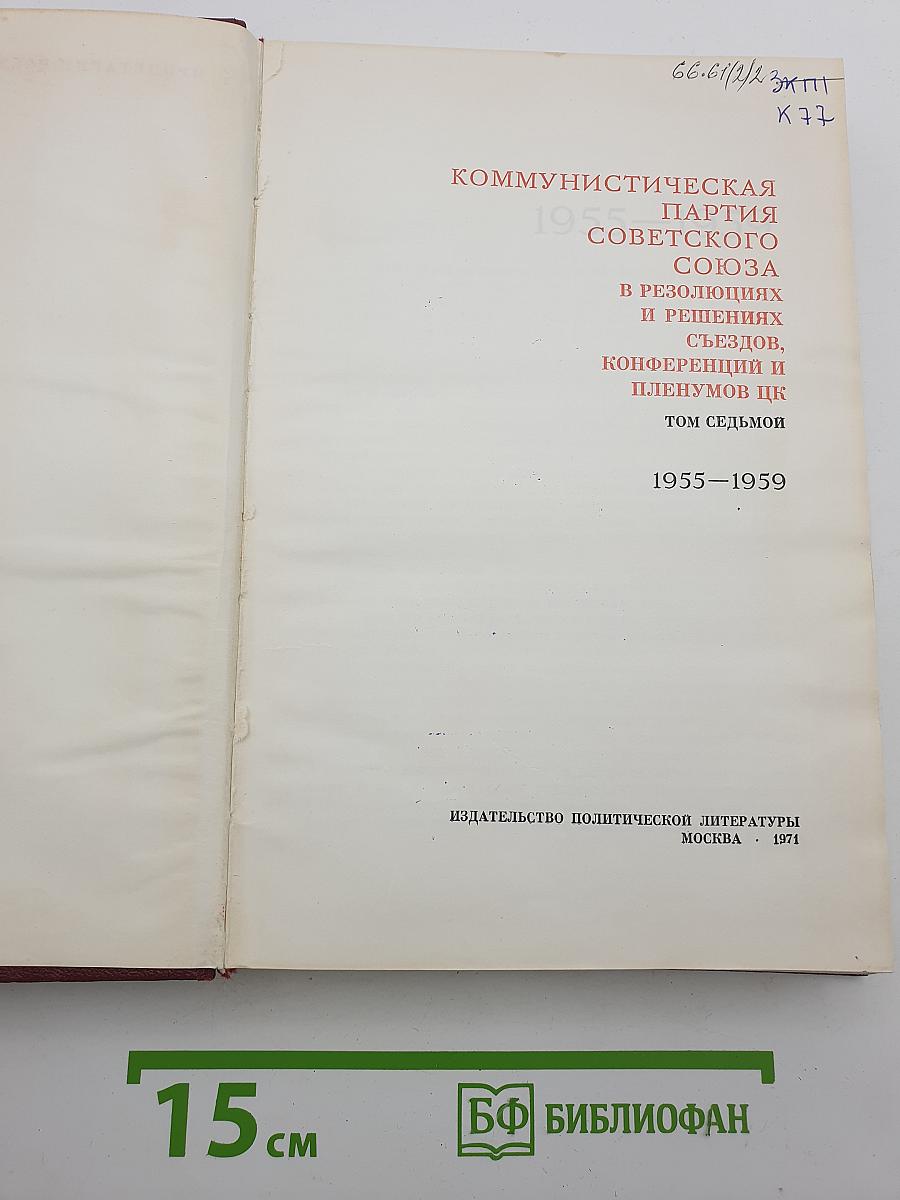 66.61(2)2 ЗКП1
К 77
КОММУНИСТИЧЕСКАЯ
ПАРТИЯ
СОВЕТСКОГО
СОЮЗА
В РЕЗОЛЮЦИЯХ
И РЕШЕНИЯХ
СЪЕЗДОВ,
КОНФЕРЕНЦИЙ И
ПЛЕНУМОВ ЦК
ТОМ СЕДЬМОЙ
1955—1959
ИЗДАТЕЛЬСТВО ПОЛИТИЧЕСКОЙ ЛИТЕРАТУРЫ
МОСКВА · 1971
15 см
БФ БИБЛИОФАН